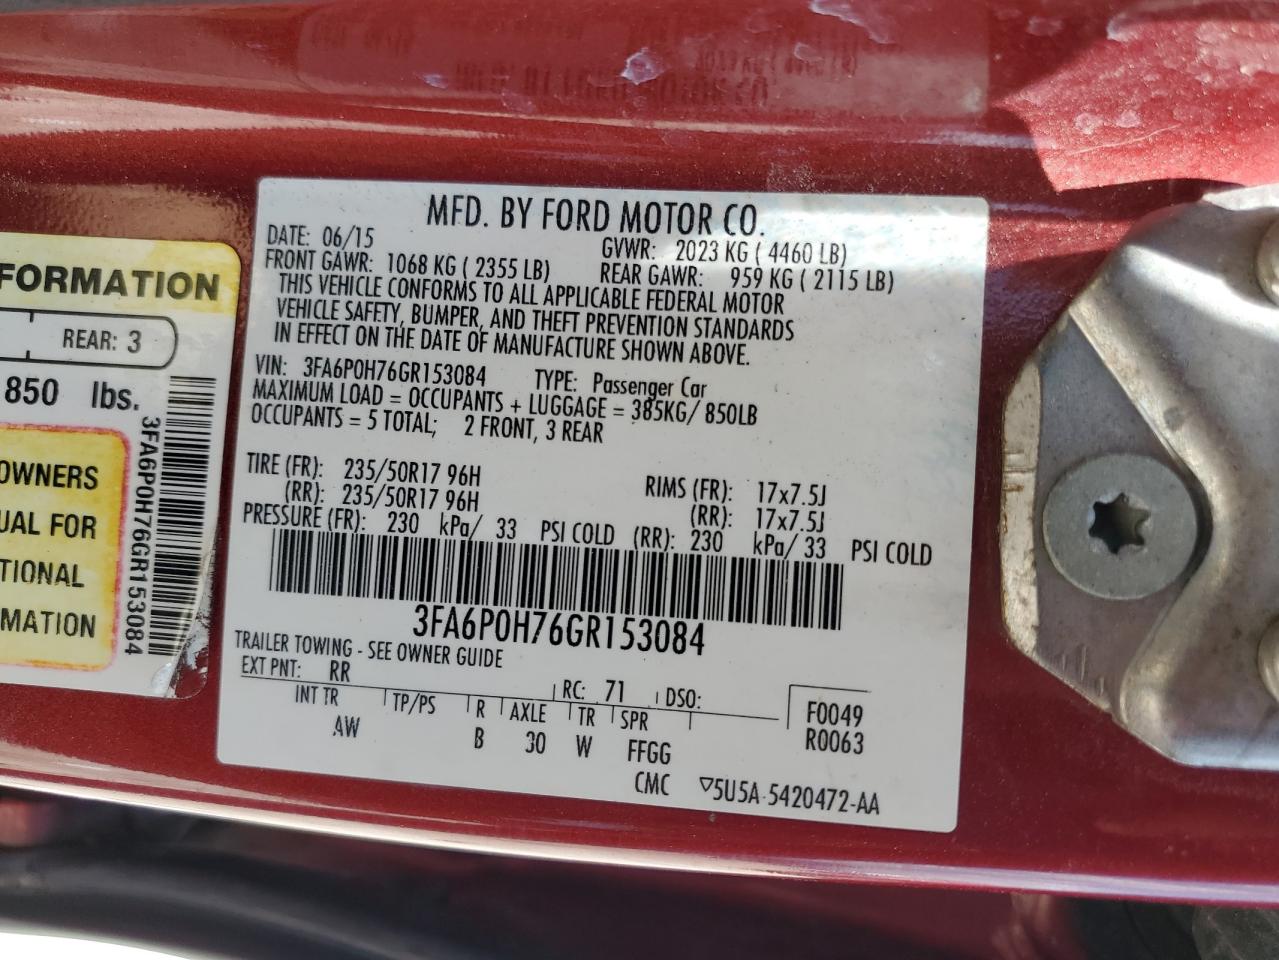 MFD. BY FORD MOTOR CO.
DATE: 06/15 GVWR: 2023 KG ( 4460 LB)
FRONT GAWR: 1068 KG ( 2355 LB) REAR GAWR: 959 KG ( 2115 LB)
THIS VEHICLE CONFORMS TO ALL APPLICABLE FEDERAL MOTOR
VEHICLE SAFETY, BUMPER, AND THEFT PREVENTION STANDARDS
IN EFFECT ON THE DATE OF MANUFACTURE SHOWN ABOVE.
VIN: 3FA6P0H76GR153084 TYPE: Passenger Car
MAXIMUM LOAD = OCCUPANTS + LUGGAGE = 385KG/ 850LB
OCCUPANTS = 5 TOTAL; 2 FRONT, 3 REAR
TIRE (FR): 235/50R17 96H RIMS (FR): 17x7.5J
(RR): 235/50R17 96H (RR): 17x7.5J
PRESSURE (FR): 230 kPa/ 33 PSI COLD (RR): 230 kPa/ 33 PSI COLD
3FA6P0H76GR153084
TRAILER TOWING - SEE OWNER GUIDE
EXT PNT: RR RC: 71 DSO:
INT TR TP/PS R AXLE TR SPR F0049
AW B 30 W FFGG R0063
CMC ▽5U5A-5420472-AA
FORMATION
REAR: 3
850 lbs.
3FA6P0H76GR153084
OWNERS
UAL FOR
TIONAL
MATION